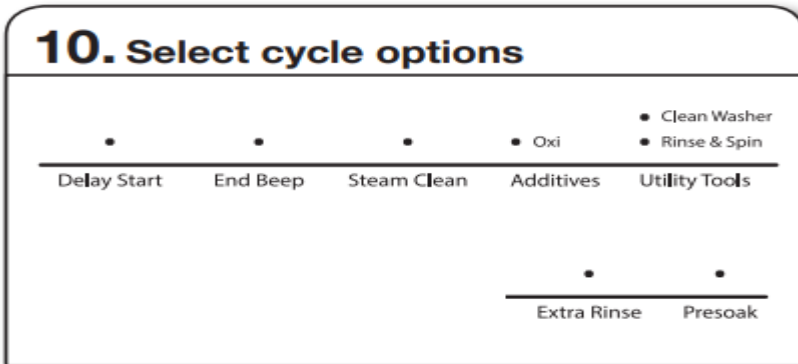 10. Select cycle options
Clean Washer
Oxi
Rinse & Spin
Delay Start
End Beep
Steam Clean
Additives
Utility Tools
Extra Rinse
Presoak